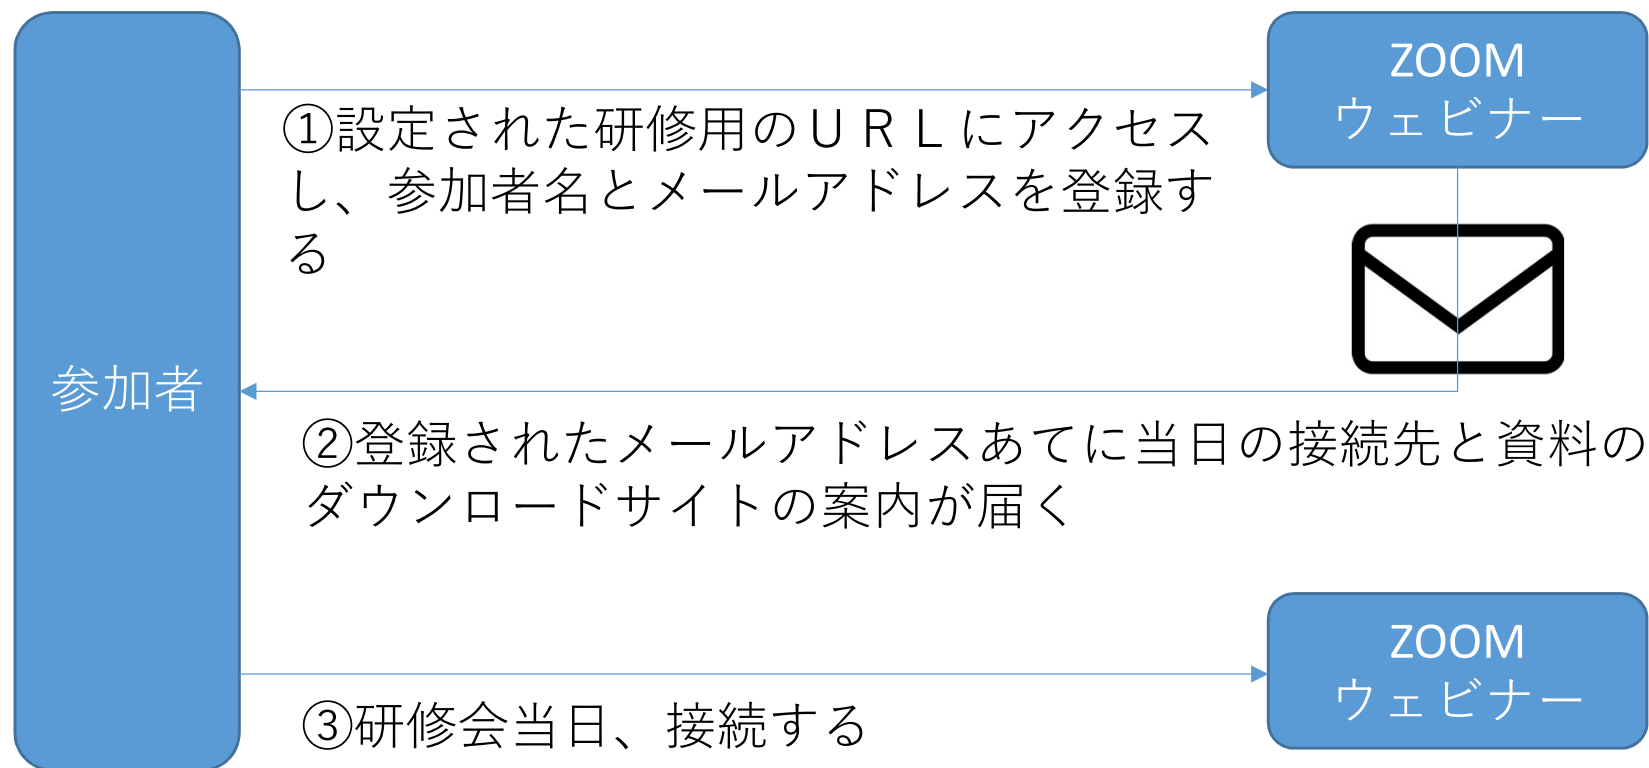 ZOOM
ウェビナー
①設定された研修用のＵＲＬにアクセス
し、参加者名とメールアドレスを登録す
る
参加者
②登録されたメールアドレスあてに当日の接続先と資料の
ダウンロードサイトの案内が届く
ZOOM
ウェビナー
③研修会当日、接続する